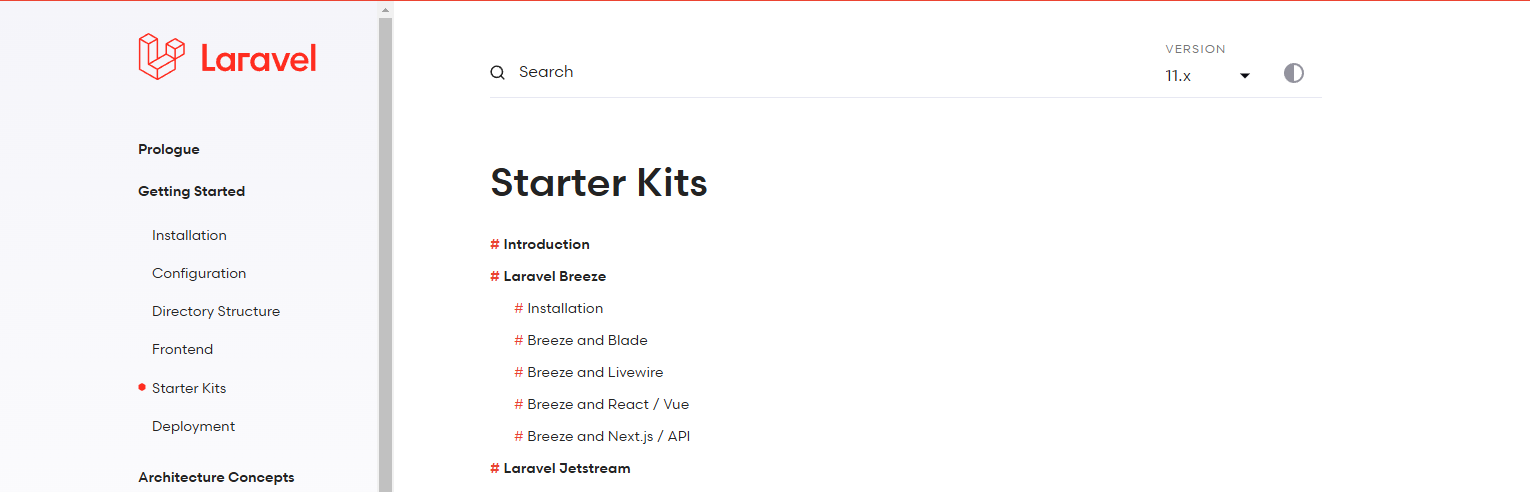 Laravel
Prologue
Getting Started
Installation
Configuration
Directory Structure
Frontend
Starter Kits
Deployment
Architecture Concepts
Search
VERSION
11.x
Starter Kits
# Introduction
# Laravel Breeze
# Installation
# Breeze and Blade
# Breeze and Livewire
# Breeze and React / Vue
# Breeze and Next.js / API
# Laravel Jetstream